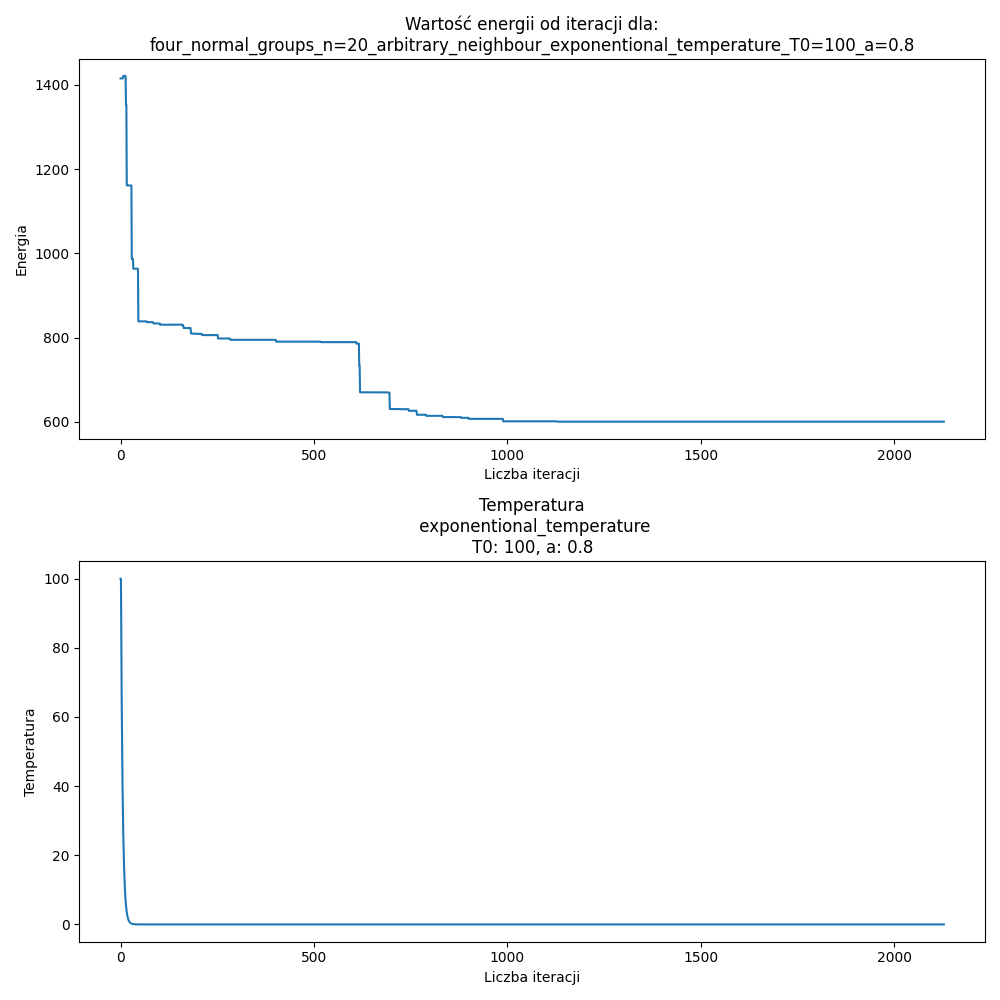 Wartość energii od iteracji dla:
four_normal_groups_n=20_arbitrary_neighbour_exponentional_temperature_T0=100_a=0.8
1400
1200
1000
800
600
Energia
0
500
1000
1500
2000
Liczba iteracji
Temperatura
exponentional_temperature
T0: 100, a: 0.8
100
80
60
40
20
0
Temperatura
0
500
1000
1500
2000
Liczba iteracji